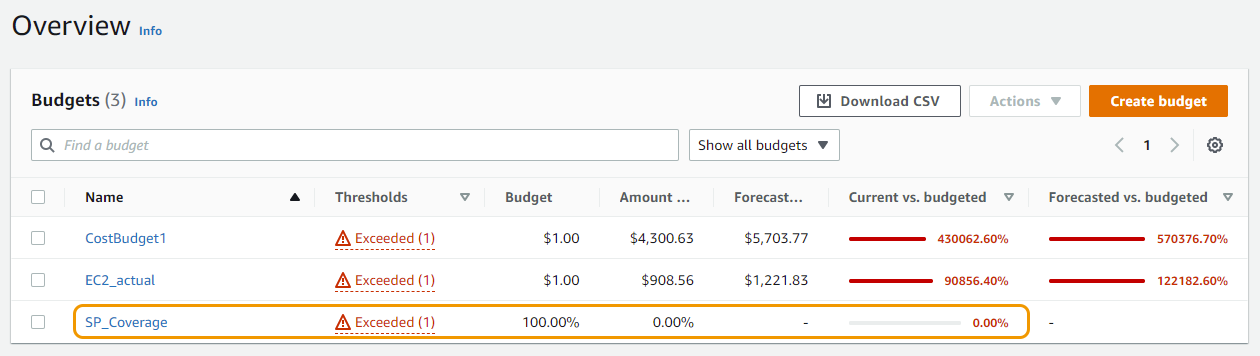 Overview Info
Budgets (3) Info
Download CSV Actions Create budget
Find a budget Show all budgets 1
Name Thresholds Budget Amount ... Forecast... Current vs. budgeted Forecasted vs. budgeted
CostBudget1 Exceeded (1) $1.00 $4,300.63 $5,703.77 430062.60% 570376.70%
EC2_actual Exceeded (1) $1.00 $908.56 $1,221.83 90856.40% 122182.60%
SP_Coverage Exceeded (1) 100.00% 0.00% - 0.00% -